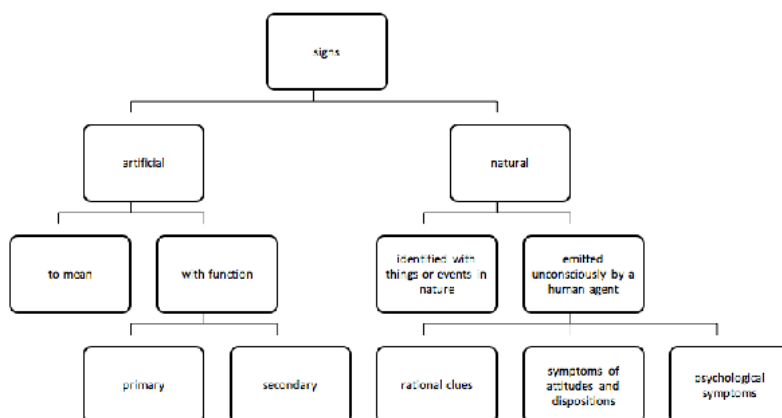 signs
artificial
natural
to mean
with function
identified with
things or events in
nature
emitted
unconsciously by a
human agent
primary
secondary
rational clues
symptoms of
attitudes and
dispositions
psychological
symptoms